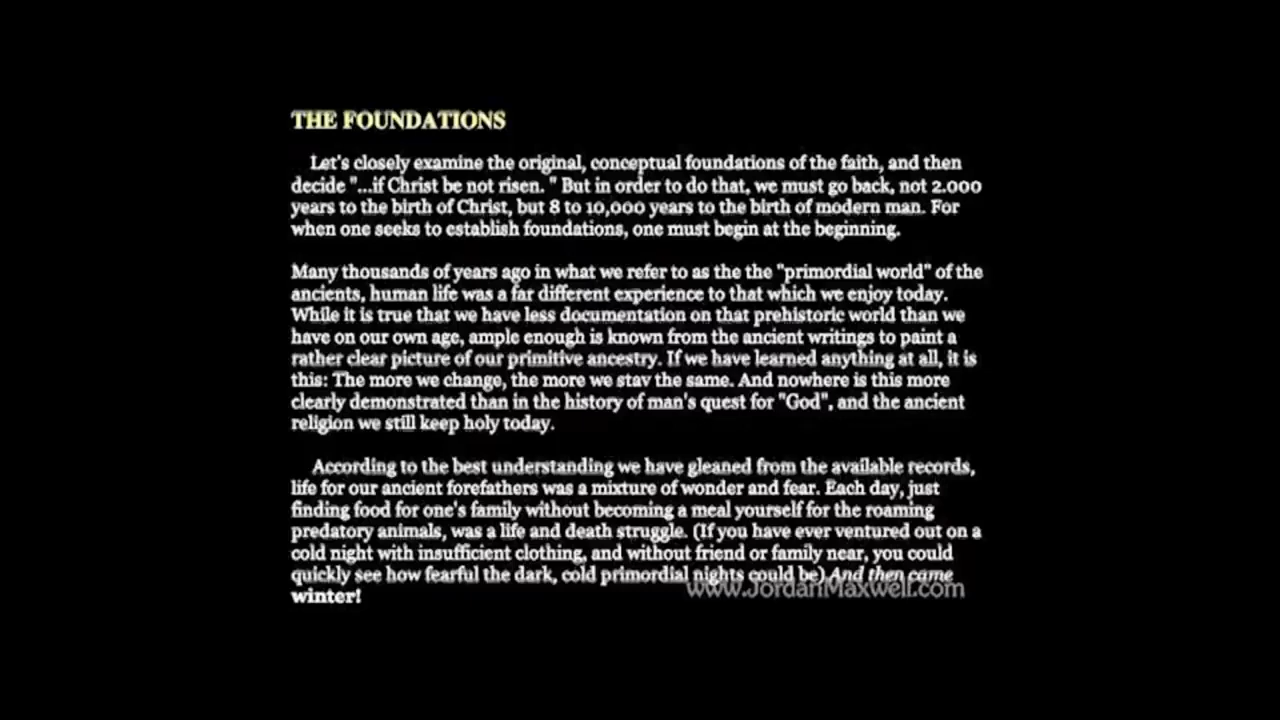 THE FOUNDATIONS
Let's closely examine the original, conceptual foundations of the faith, and then
decide "...if Christ be not risen. " But in order to do that, we must go back, not 2.000
years to the birth of Christ, but 8 to 10,000 years to the birth of modern man. For
when one seeks to establish foundations, one must begin at the beginning.
Many thousands of years ago in what we refer to as the the "primordial world" of the
ancients, human life was a far different experience to that which we enjoy today.
While it is true that we have less documentation on that prehistoric world than we
have on our own age, ample enough is known from the ancient writings to paint a
rather clear picture of our primitive ancestry. If we have learned anything at all, it is
this: The more we change, the more we stav the same. And nowhere is this more
clearly demonstrated than in the history of man's quest for "God", and the ancient
religion we still keep holy today.
According to the best understanding we have gleaned from the available records,
life for our ancient forefathers was a mixture of wonder and fear. Each day, just
finding food for one's family without becoming a meal yourself for the roaming
predatory animals, was a life and death struggle. (If you have ever ventured out on a
cold night with insufficient clothing, and without friend or family near, you could
quickly see how fearful the dark, cold primordial nights could be) And then came
winter!
www.JordanMaxwell.com